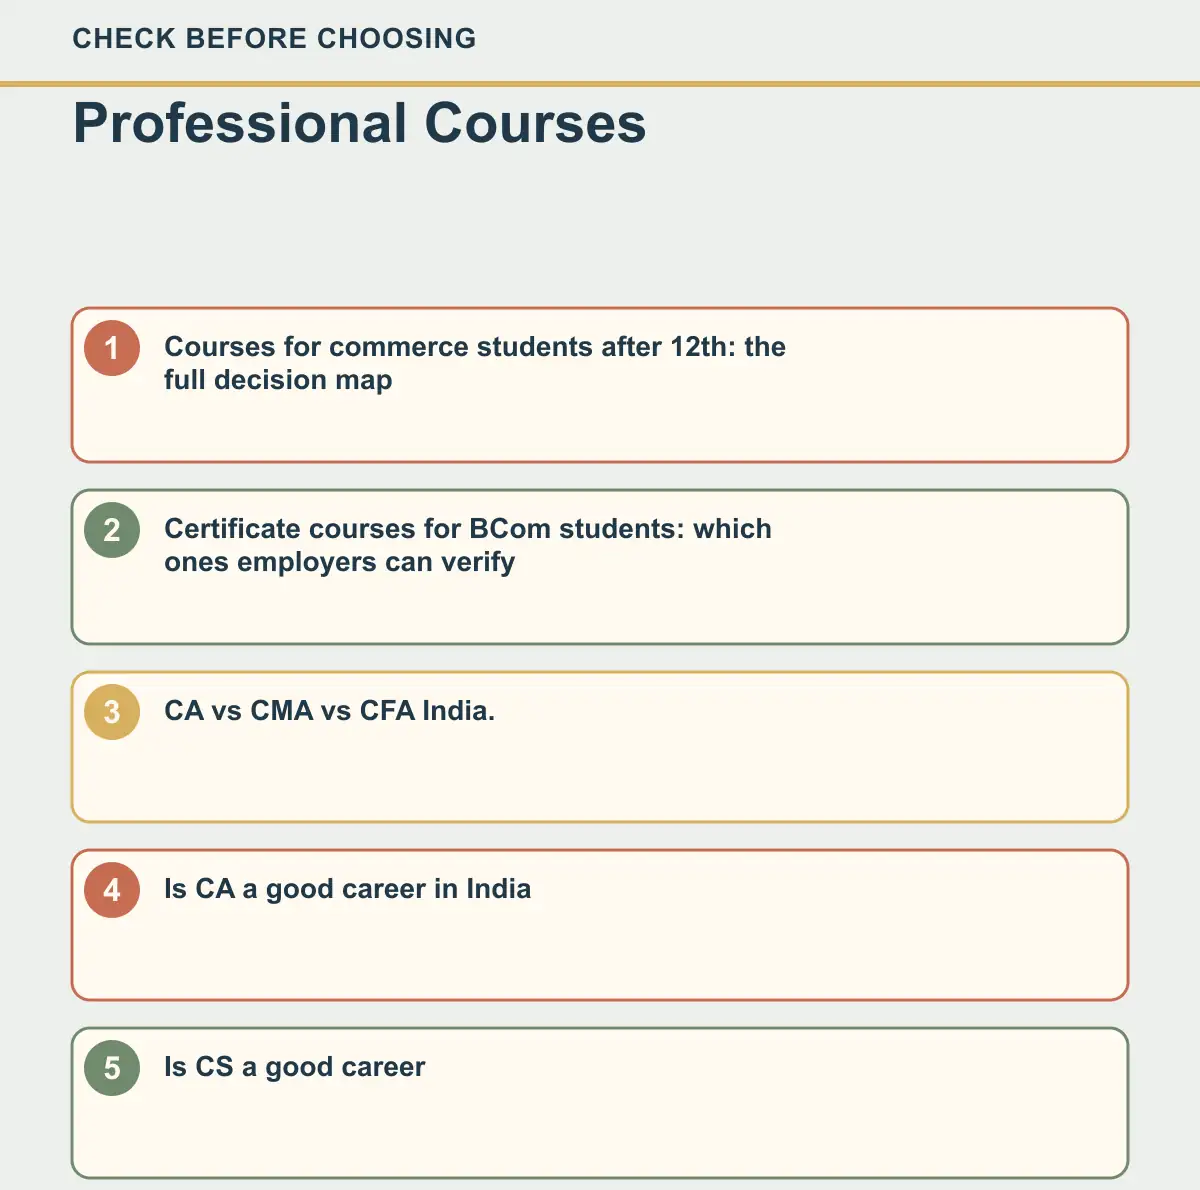 CHECK BEFORE CHOOSING
Professional Courses
1
Courses for commerce students after 12th: the
full decision map
2
Certificate courses for BCom students: which
ones employers can verify
3
CA vs CMA vs CFA India.
4
Is CA a good career in India
5
Is CS a good career